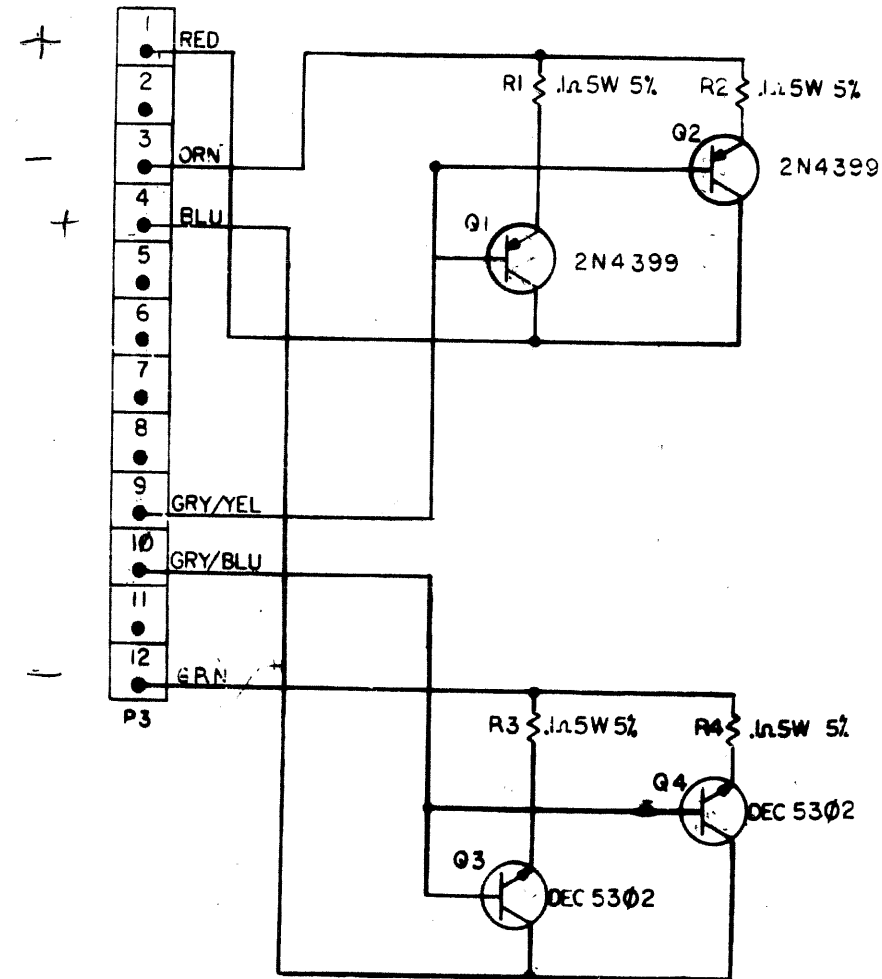 +
1
RED
2
3
−
ORN
4
+
BLU
5
6
7
8
9
GRY/YEL
1Ø
GRY/BLU
11
12
−
GRN
P3
R1 .1Ω 5W 5%
R2 .1Ω 5W 5%
Q2
2N4399
Q1
2N4399
R3 .1Ω 5W 5%
R4 .1Ω 5W 5%
Q4
DEC 53Ø2
Q3
DEC 53Ø2